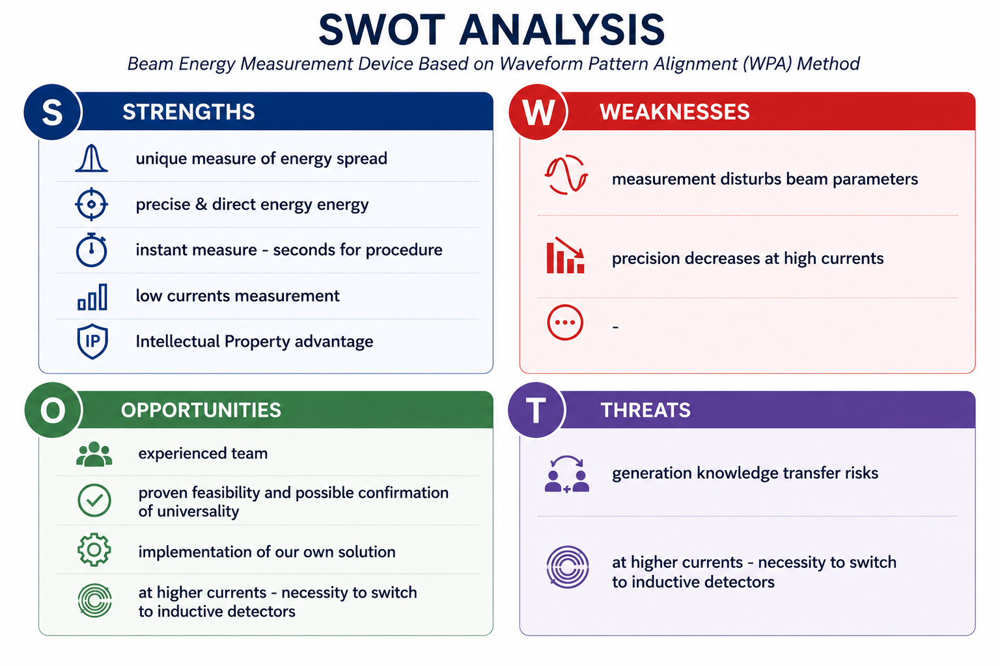 SWOT ANALYSIS
Beam Energy Measurement Device Based on Waveform Pattern Alignment (WPA) Method
S
STRENGTHS
unique measure of energy spread
precise & direct energy energy
instant measure - seconds for procedure
low currents measurement
IP
Intellectual Property advantage
W
WEAKNESSES
measurement disturbs beam parameters
precision decreases at high currents
-
O
OPPORTUNITIES
experienced team
proven feasibility and possible confirmation
of universality
implementation of our own solution
at higher currents - necessity to switch
to inductive detectors
T
THREATS
generation knowledge transfer risks
at higher currents - necessity to switch
to inductive detectors